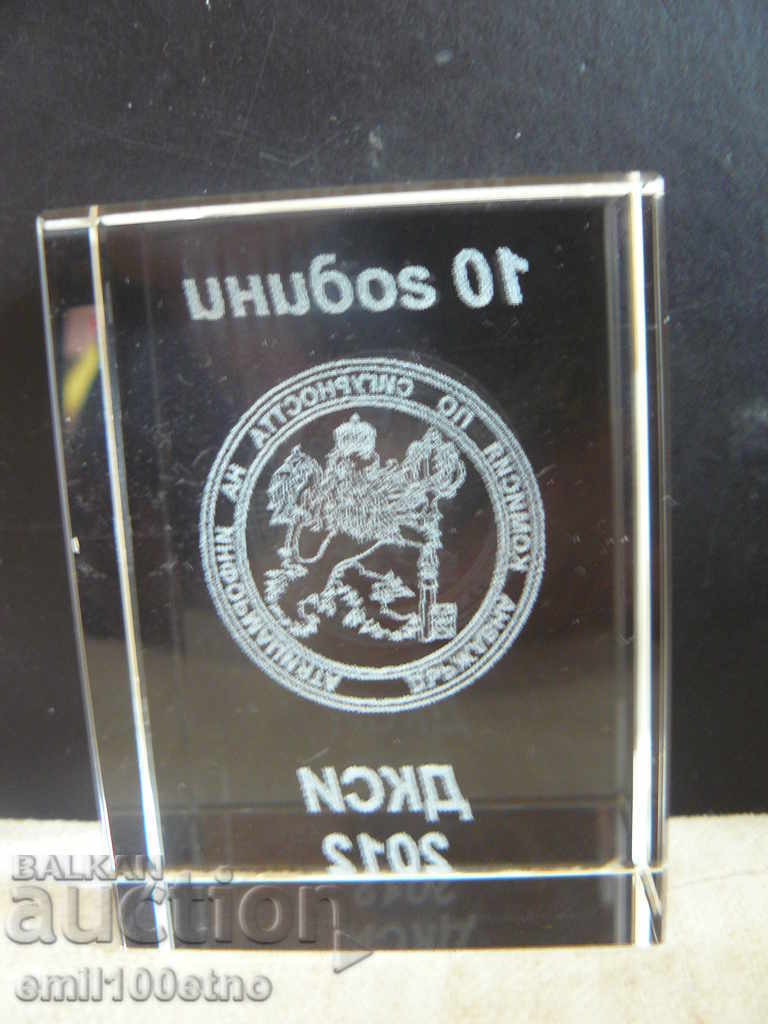 10 години
ДЪРЖАВНА КОМИСИЯ ПО СИГУРНОСТТА НА ИНФОРМАЦИЯТА
ДКСИ
2012
BALKAN
auction
emil100etno